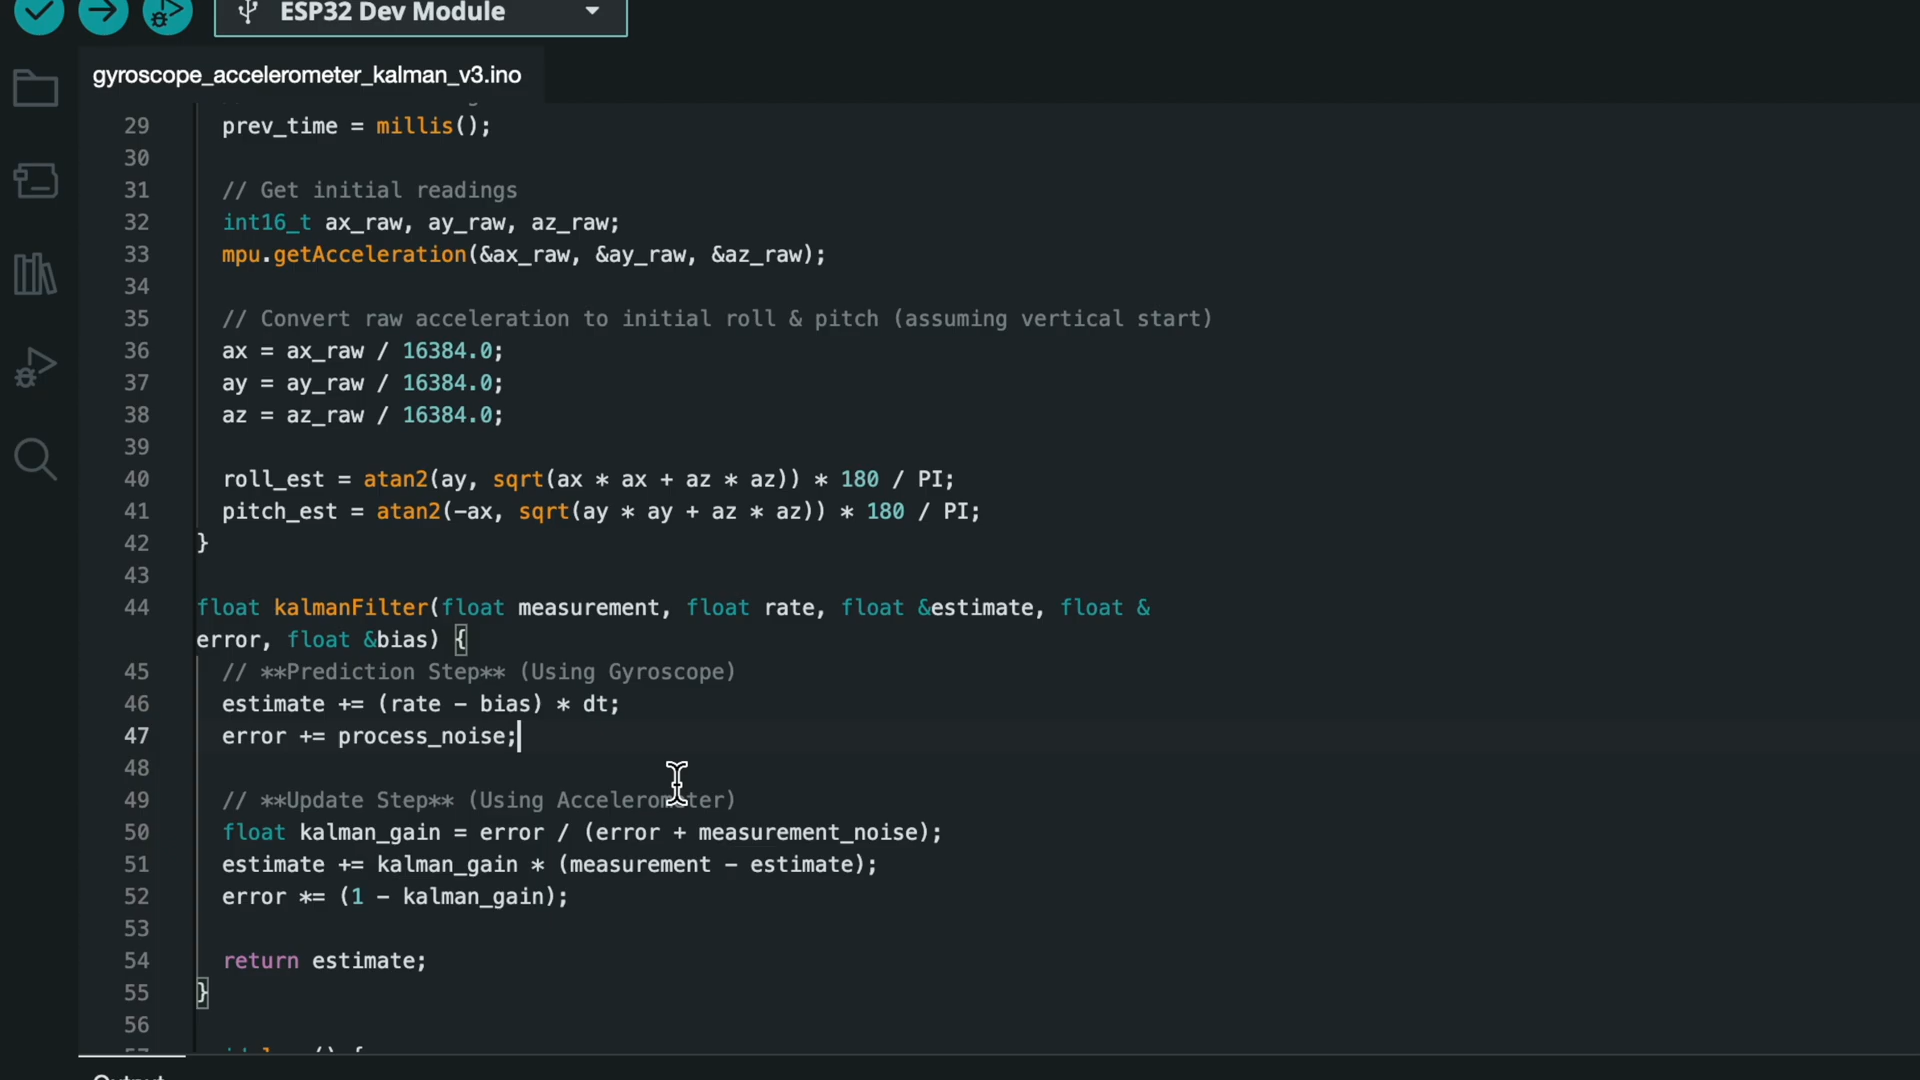 ESP32 Dev Module
gyroscope_accelerometer_kalman_v3.ino
29 prev_time = millis();
30
31 // Get initial readings
32 int16_t ax_raw, ay_raw, az_raw;
33 mpu.getAcceleration(&ax_raw, &ay_raw, &az_raw);
34
35 // Convert raw acceleration to initial roll & pitch (assuming vertical start)
36 ax = ax_raw / 16384.0;
37 ay = ay_raw / 16384.0;
38 az = az_raw / 16384.0;
39
40 roll_est = atan2(ay, sqrt(ax * ax + az * az)) * 180 / PI;
41 pitch_est = atan2(-ax, sqrt(ay * ay + az * az)) * 180 / PI;
42 }
43
44 float kalmanFilter(float measurement, float rate, float &estimate, float &
error, float &bias) {
45 // **Prediction Step** (Using Gyroscope)
46 estimate += (rate - bias) * dt;
47 error += process_noise;
48
49 // **Update Step** (Using Accelerometer)
50 float kalman_gain = error / (error + measurement_noise);
51 estimate += kalman_gain * (measurement - estimate);
52 error *= (1 - kalman_gain);
53
54 return estimate;
55 }
56